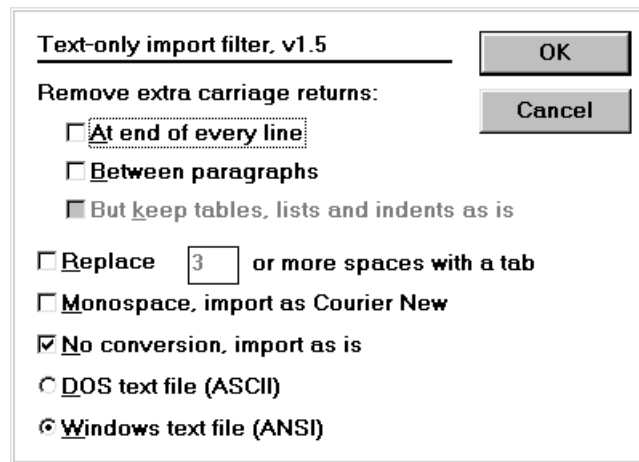 Text-only import filter, v1.5
OK
Remove extra carriage returns:
Cancel
At end of every line
Between paragraphs
But keep tables, lists and indents as is
Replace 3 or more spaces with a tab
Monospace, import as Courier New
No conversion, import as is
DOS text file (ASCII)
Windows text file (ANSI)